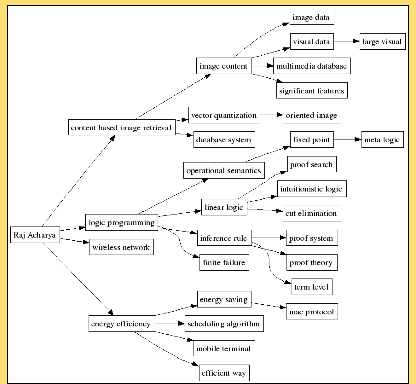 image data
visual data
large visual
image content
multimedia database
significant features
vector quantization
oriented image
content based image retrieval
database system
fixed point
meta logic
operational semantics
proof search
intuitionistic logic
linear logic
cut elimination
logic programming
Raj Acharya
inference rule
proof system
wireless network
finite failure
proof theory
term level
energy saving
mac protocol
energy efficiency
scheduling algorithm
mobile terminal
efficient way